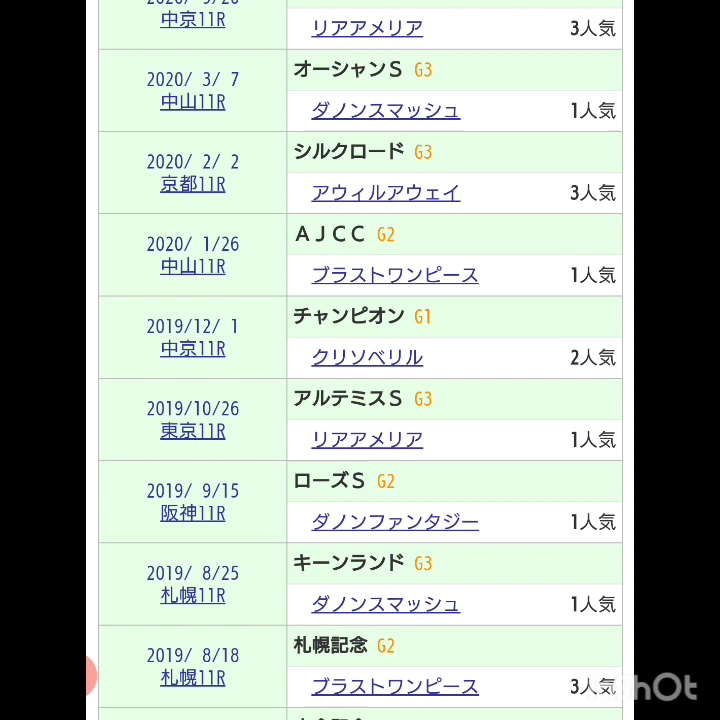 中京11R
リアアメリア 3人気
2020/ 3/ 7
中山11R
オーシャンＳ G3
ダノンスマッシュ 1人気
2020/ 2/ 2
京都11R
シルクロード G3
アウィルアウェイ 3人気
2020/ 1/26
中山11R
ＡＪＣＣ G2
ブラストワンピース 1人気
2019/12/ 1
中京11R
チャンピオン G1
クリソベリル 2人気
2019/10/26
東京11R
アルテミスＳ G3
リアアメリア 1人気
2019/ 9/15
阪神11R
ローズＳ G2
ダノンファンタジー 1人気
2019/ 8/25
札幌11R
キーンランド G3
ダノンスマッシュ 1人気
2019/ 8/18
札幌11R
札幌記念 G2
ブラストワンピース 3人気